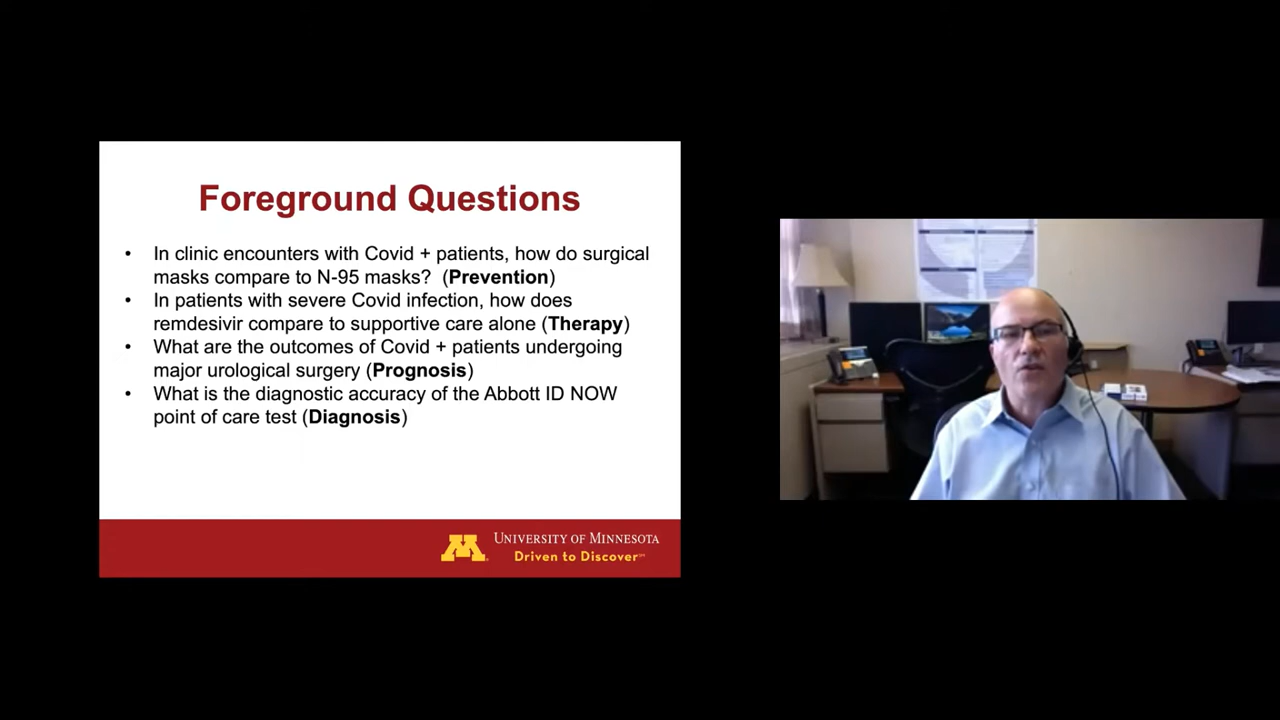 Foreground Questions
• In clinic encounters with Covid + patients, how do surgical
masks compare to N-95 masks?  (Prevention)
• In patients with severe Covid infection, how does
remdesivir compare to supportive care alone (Therapy)
• What are the outcomes of Covid + patients undergoing
major urological surgery (Prognosis)
• What is the diagnostic accuracy of the Abbott ID NOW
point of care test (Diagnosis)
M
UNIVERSITY OF MINNESOTA
Driven to Discover℠